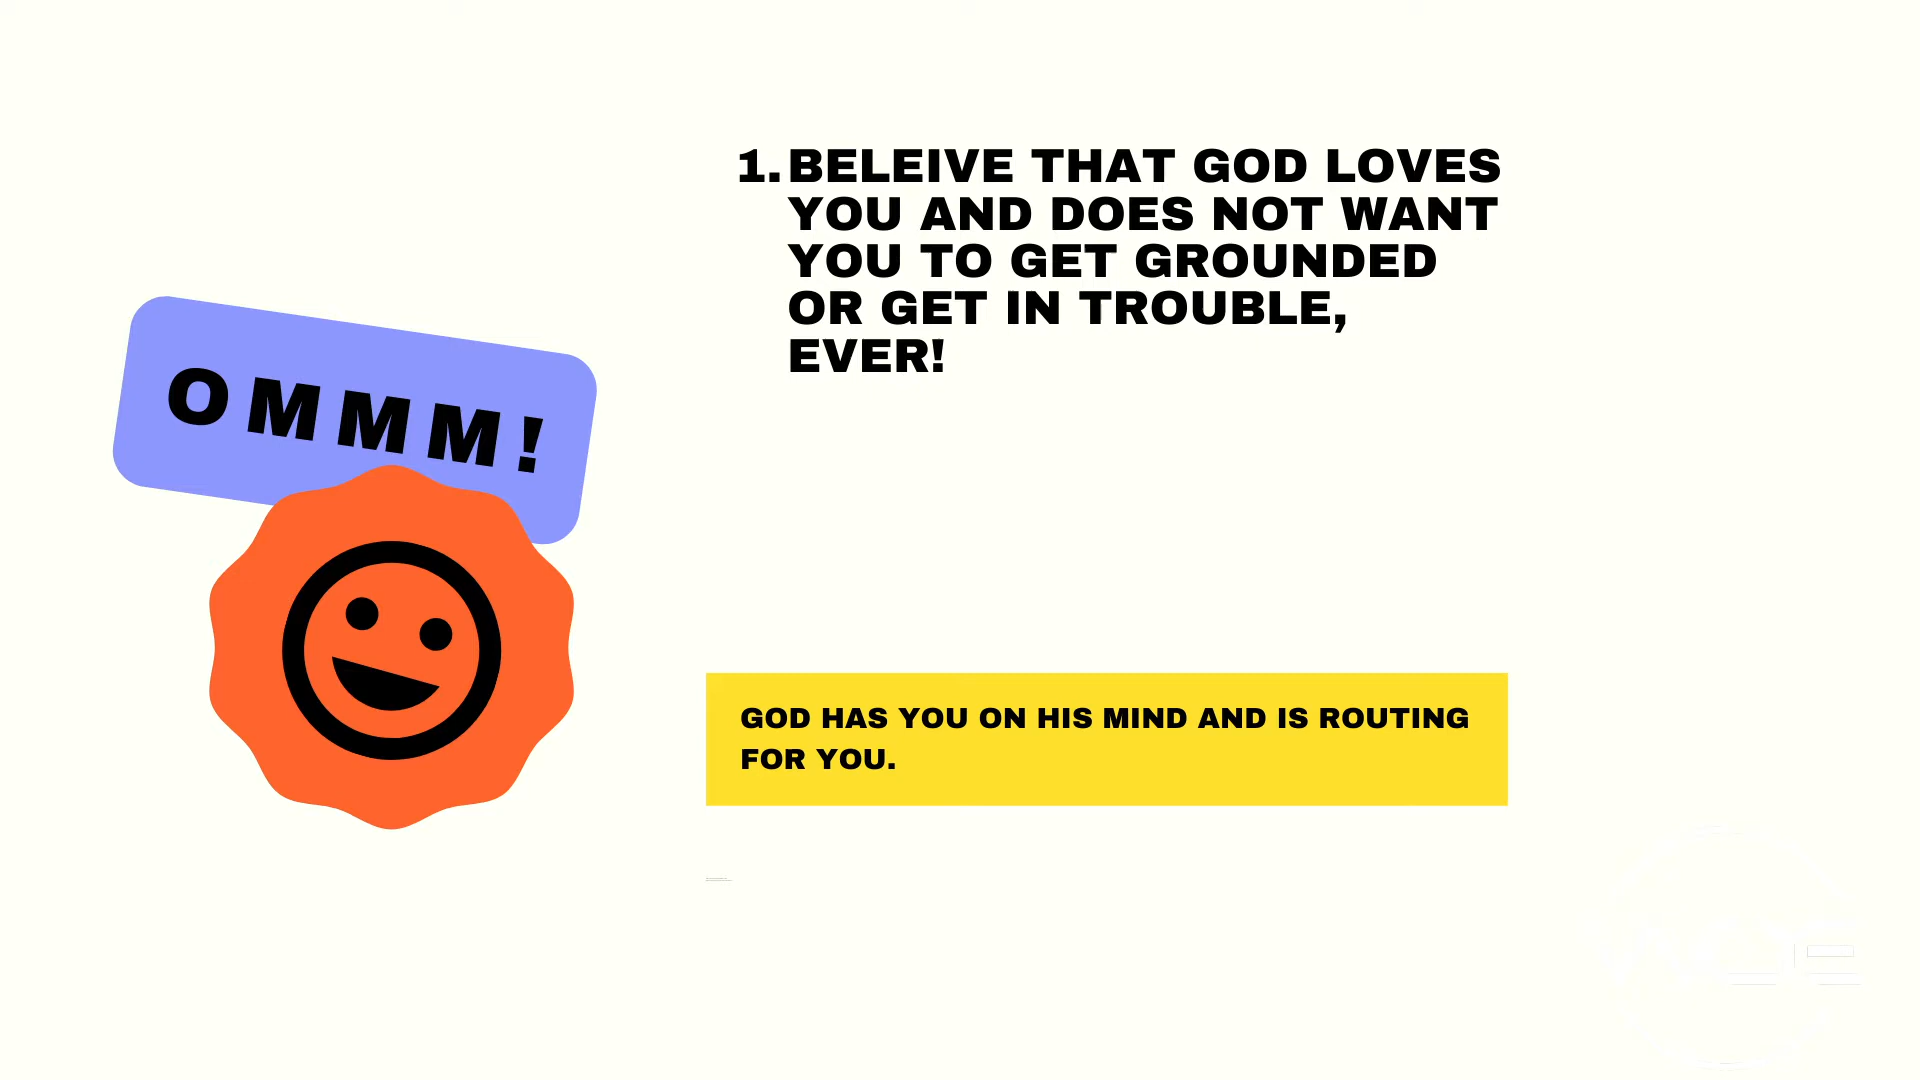 OMMM!
1. BELEIVE THAT GOD LOVES
YOU AND DOES NOT WANT
YOU TO GET GROUNDED
OR GET IN TROUBLE,
EVER!
GOD HAS YOU ON HIS MIND AND IS ROUTING
FOR YOU.